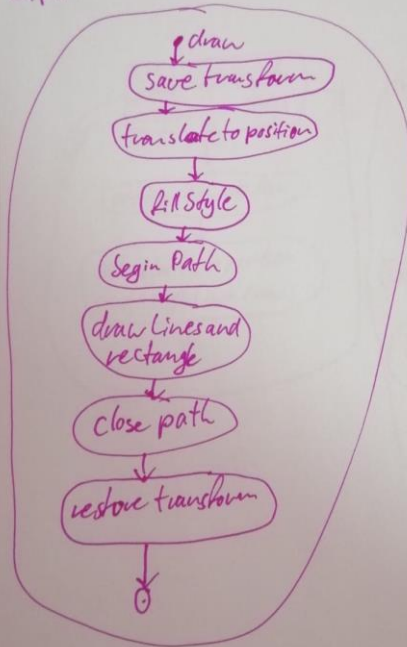 draw
save transform
translate to position
fillStyle
begin Path
draw lines and
rectangle
close path
restore transform